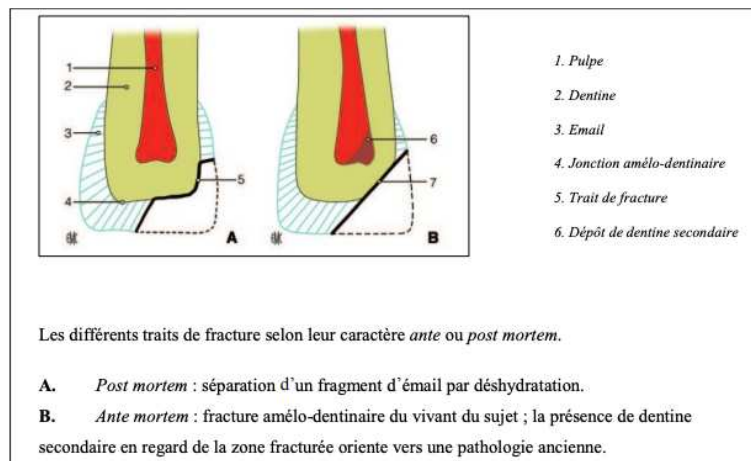 1
2
3
4
5
A
6
7
B
1. Pulpe
2. Dentine
3. Email
4. Jonction amélo-dentinaire
5. Trait de fracture
6. Dépôt de dentine secondaire
Les différents traits de fracture selon leur caractère ante ou post mortem.
A. Post mortem : séparation d'un fragment d'émail par déshydratation.
B. Ante mortem : fracture amélo-dentinaire du vivant du sujet ; la présence de dentine
secondaire en regard de la zone fracturée oriente vers une pathologie ancienne.